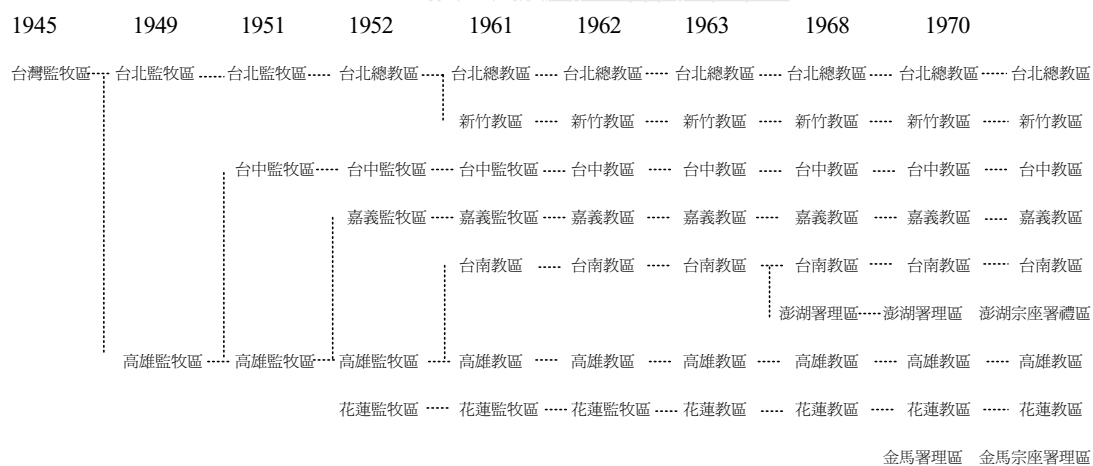 1945 1949 1951 1952 1961 1962 1963 1968 1970
台灣監牧區 台北監牧區 台北監牧區 台北總教區 台北總教區 台北總教區 台北總教區 台北總教區 台北總教區 台北總教區
新竹教區 新竹教區 新竹教區 新竹教區 新竹教區 新竹教區
台中監牧區 台中監牧區 台中監牧區 台中教區 台中教區 台中教區 台中教區 台中教區
嘉義監牧區 嘉義監牧區 嘉義教區 嘉義教區 嘉義教區 嘉義教區 嘉義教區
台南教區 台南教區 台南教區 台南教區 台南教區 台南教區
澎湖署理區 澎湖署理區 澎湖宗座署禮區
高雄監牧區 高雄監牧區 高雄監牧區 高雄教區 高雄教區 高雄教區 高雄教區 高雄教區 高雄教區
花蓮監牧區 花蓮監牧區 花蓮監牧區 花蓮教區 花蓮教區 花蓮教區 花蓮教區
金馬署理區 金馬宗座署理區